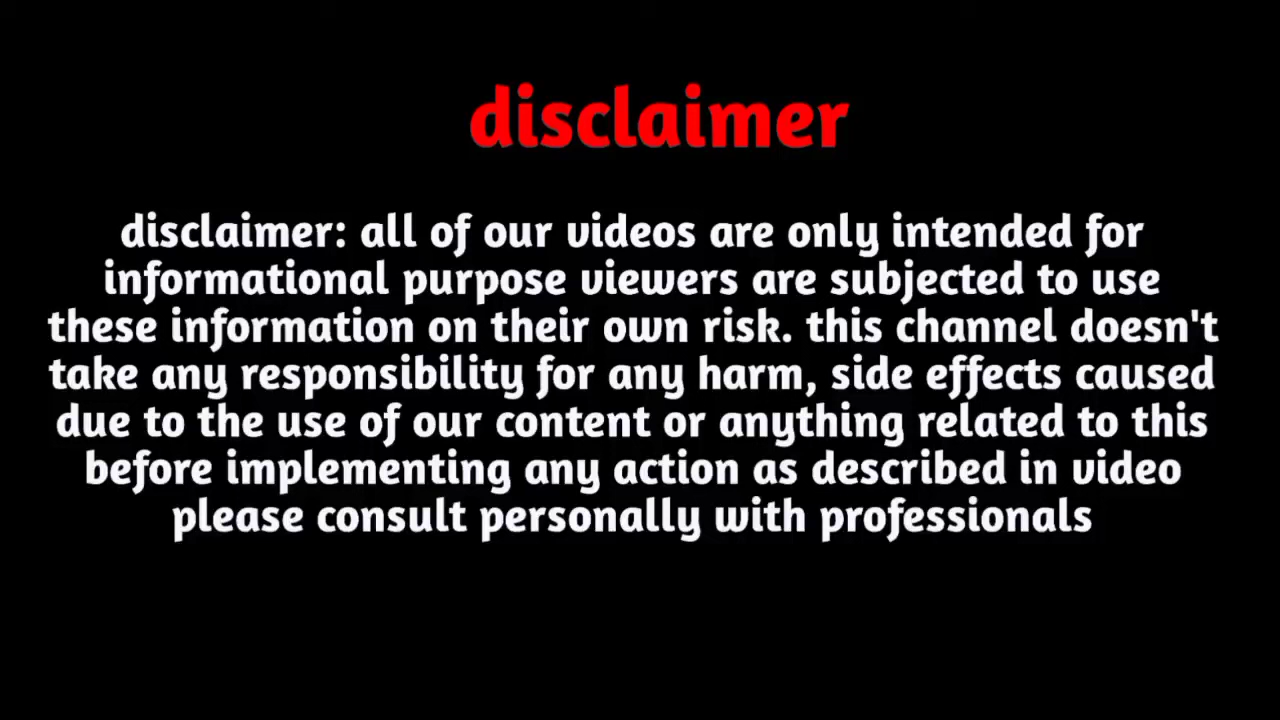 disclaimer
disclaimer: all of our videos are only intended for
informational purpose viewers are subjected to use
these information on their own risk. this channel doesn't
take any responsibility for any harm, side effects caused
due to the use of our content or anything related to this
before implementing any action as described in video
please consult personally with professionals